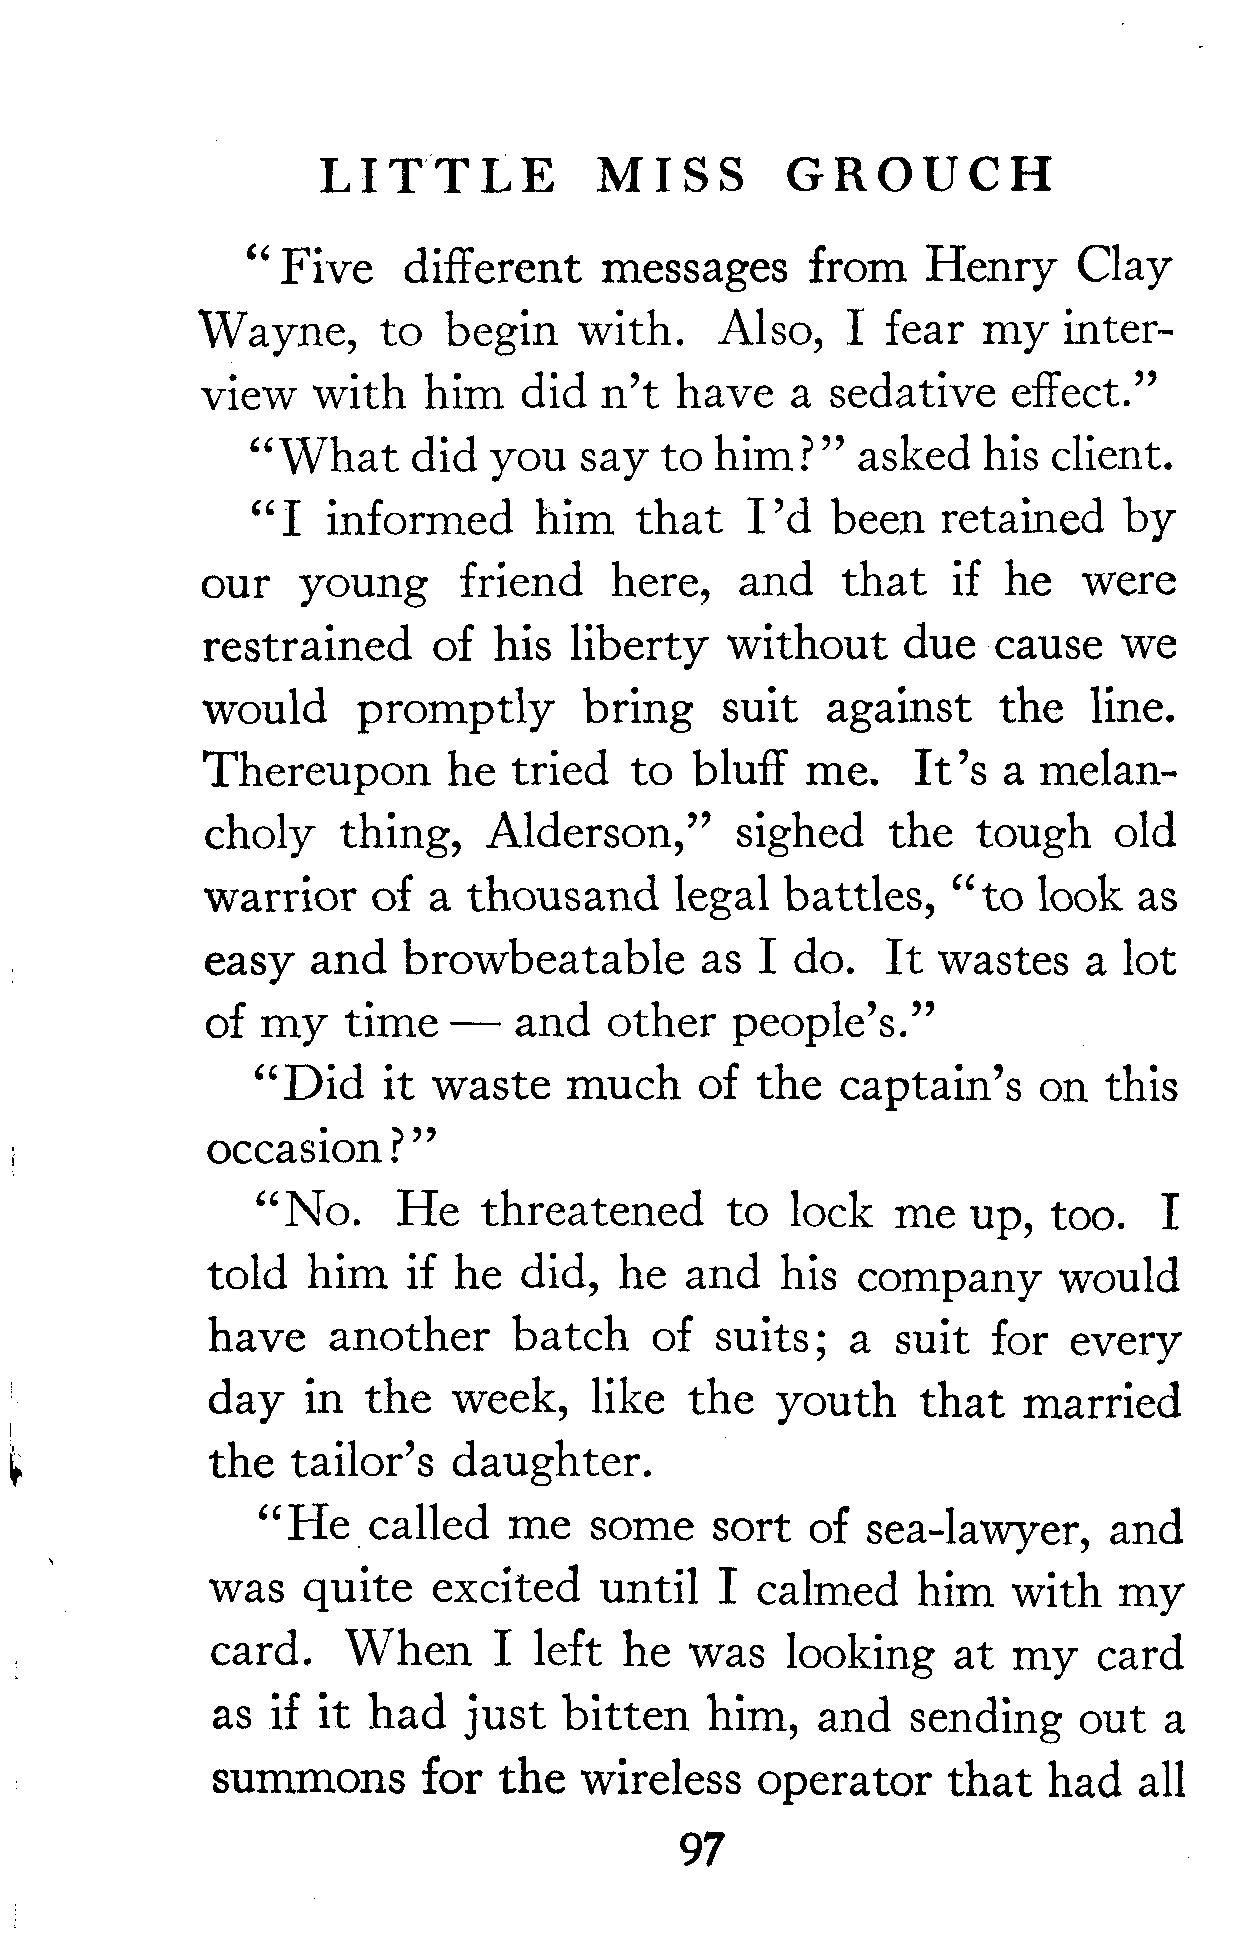 LITTLE MISS GROUCH
“Five different messages from Henry Clay
Wayne, to begin with. Also, I fear my inter-
view with him did n’t have a sedative effect.”
“What did you say to him?” asked his client.
“I informed him that I’d been retained by
our young friend here, and that if he were
restrained of his liberty without due cause we
would promptly bring suit against the line.
Thereupon he tried to bluff me. It’s a melan-
choly thing, Alderson,” sighed the tough old
warrior of a thousand legal battles, “to look as
easy and browbeatable as I do. It wastes a lot
of my time — and other people’s.”
“Did it waste much of the captain’s on this
occasion?”
“No. He threatened to lock me up, too. I
told him if he did, he and his company would
have another batch of suits; a suit for every
day in the week, like the youth that married
the tailor’s daughter.
“He called me some sort of sea-lawyer, and
was quite excited until I calmed him with my
card. When I left he was looking at my card
as if it had just bitten him, and sending out a
summons for the wireless operator that had all
97